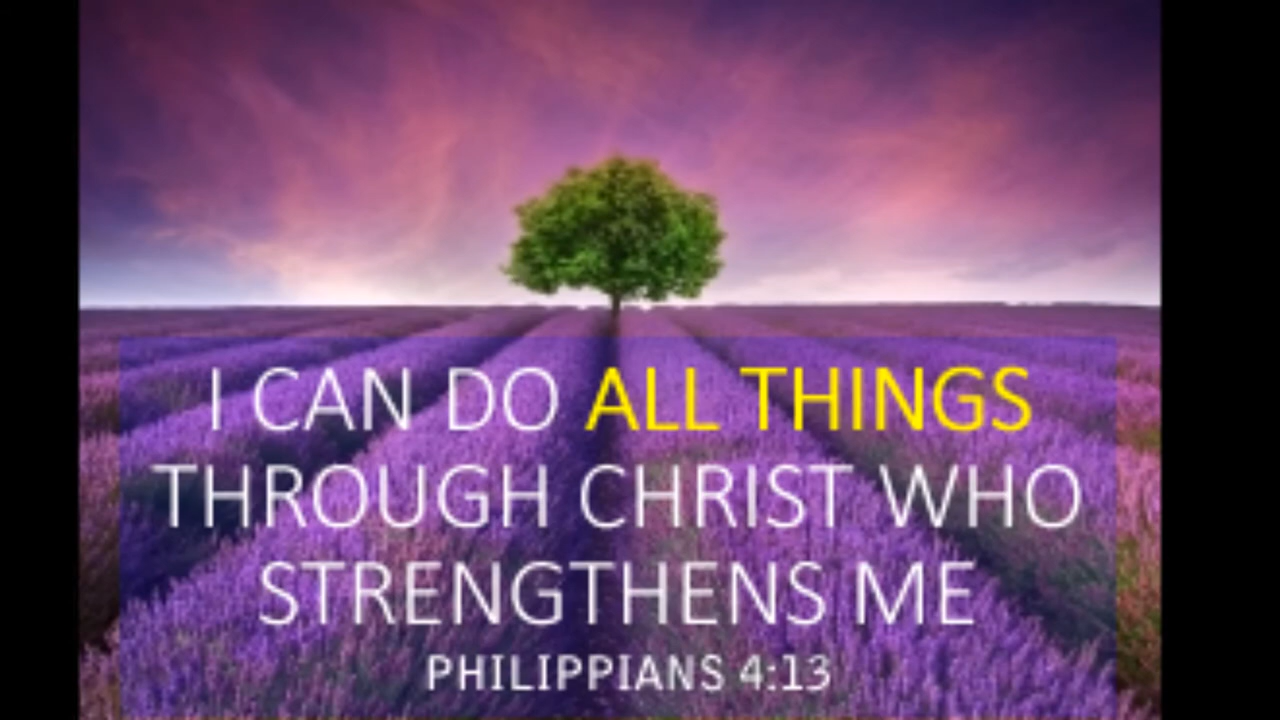 I CAN DO ALL THINGS
THROUGH CHRIST WHO
STRENGTHENS ME
PHILIPPIANS 4:13